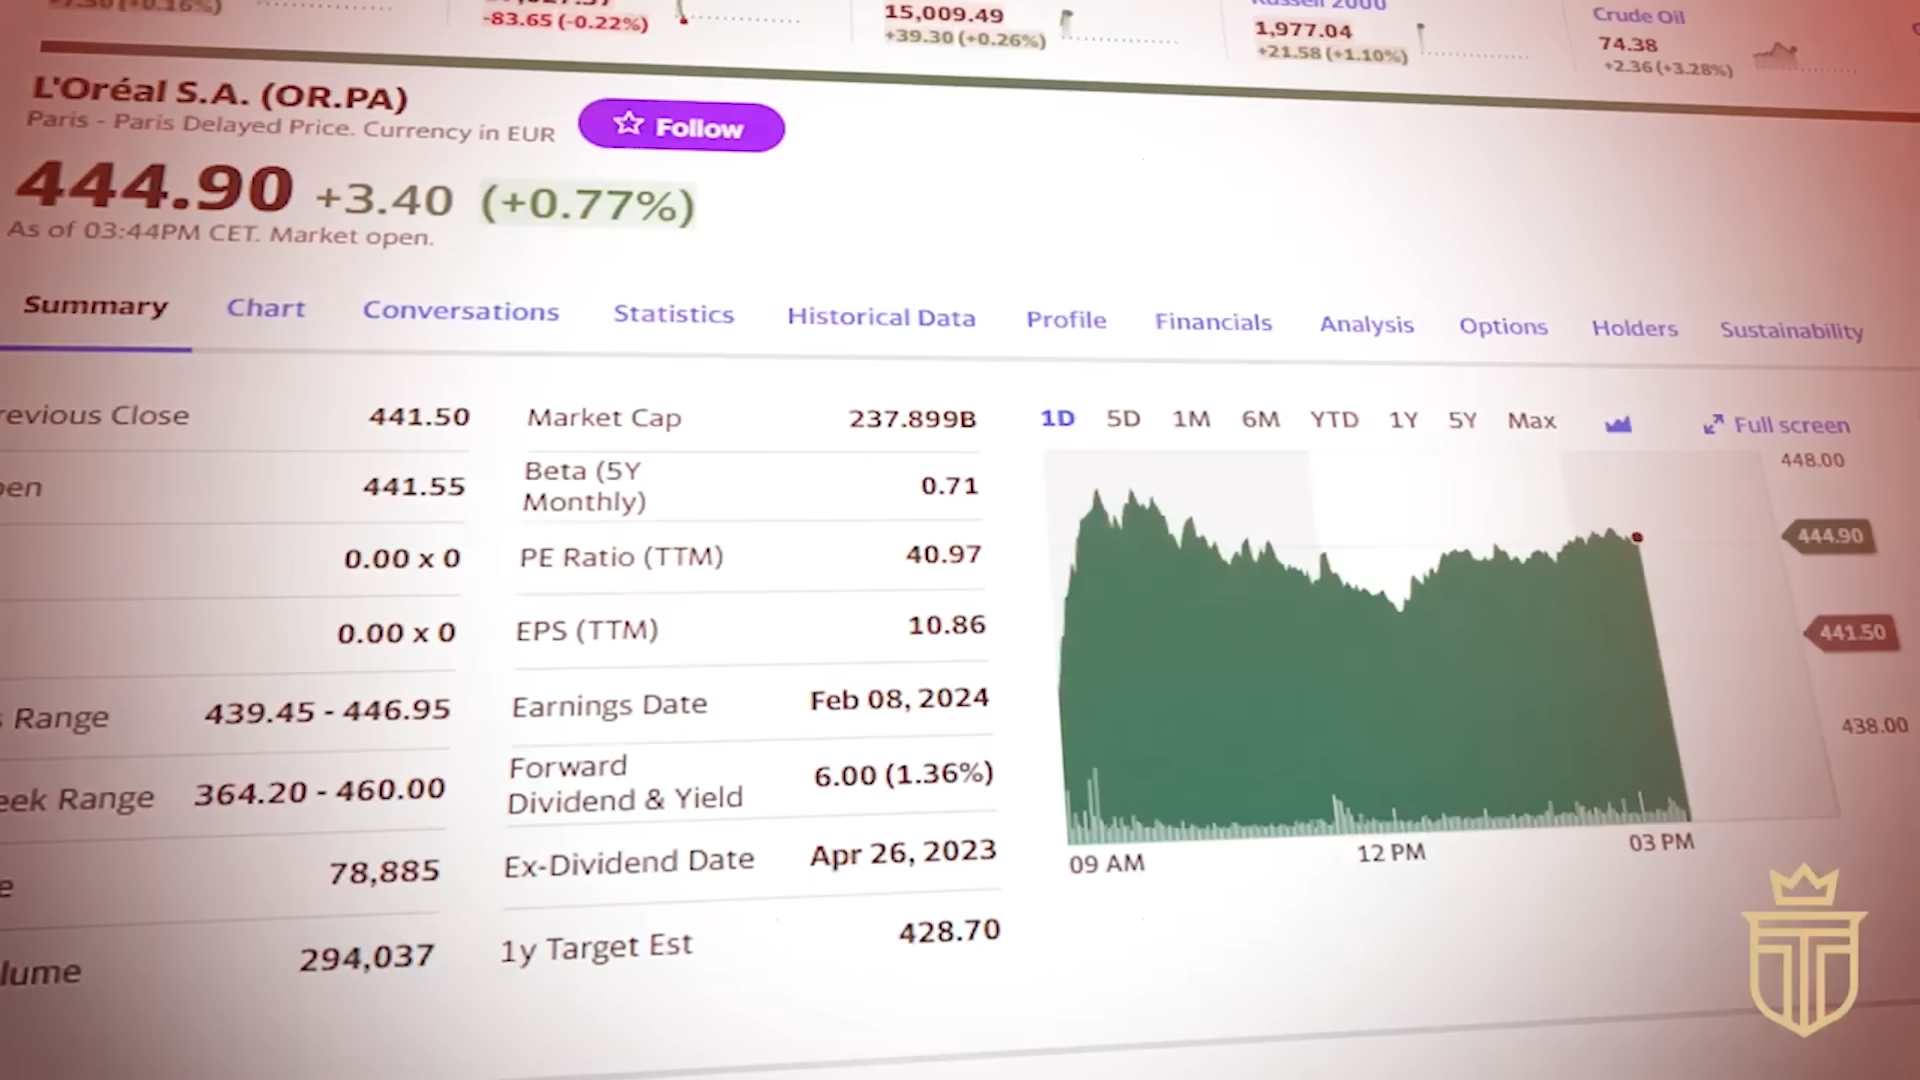 -83.65 (-0.22%)
15,009.49
+39.30 (+0.26%)
Russell 2000
1,977.04
+21.58 (+1.10%)
Crude Oil
74.38
+2.36 (+3.28%)
L'Oréal S.A. (OR.PA)
Paris - Paris Delayed Price. Currency in EUR
Follow
444.90 +3.40 (+0.77%)
As of 03:44PM CET. Market open.
Summary Chart Conversations Statistics Historical Data Profile Financials Analysis Options Holders Sustainability
revious Close 441.50
en 441.55
0.00 x 0
0.00 x 0
s Range 439.45 - 446.95
eek Range 364.20 - 460.00
e 78,885
lume 294,037
Market Cap 237.899B
Beta (5Y
Monthly) 0.71
PE Ratio (TTM) 40.97
EPS (TTM) 10.86
Earnings Date Feb 08, 2024
Forward
Dividend & Yield 6.00 (1.36%)
Ex-Dividend Date Apr 26, 2023
1y Target Est 428.70
1D 5D 1M 6M YTD 1Y 5Y Max Full screen
448.00
444.90
441.50
438.00
09 AM 12 PM 03 PM